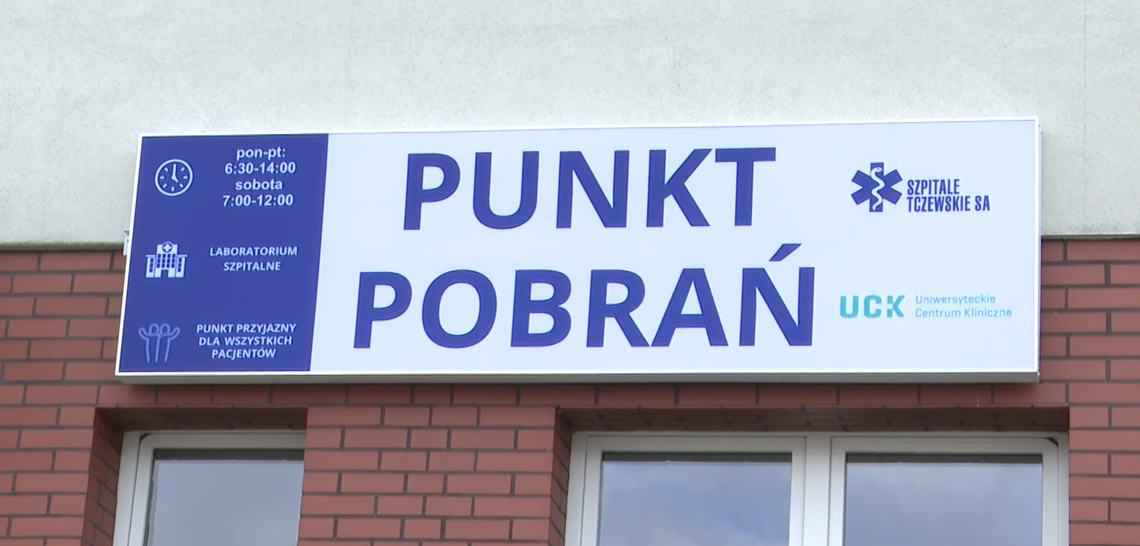 pon-pt:
6:30-14:00
sobota
7:00-12:00
LABORATORIUM
SZPITALNE
PUNKT PRZYJAZNY
DLA WSZYSTKICH
PACJENTÓW
PUNKT
POBRAŃ
SZPITALE
TCZEWSKIE SA
UCK
Uniwersyteckie
Centrum Kliniczne